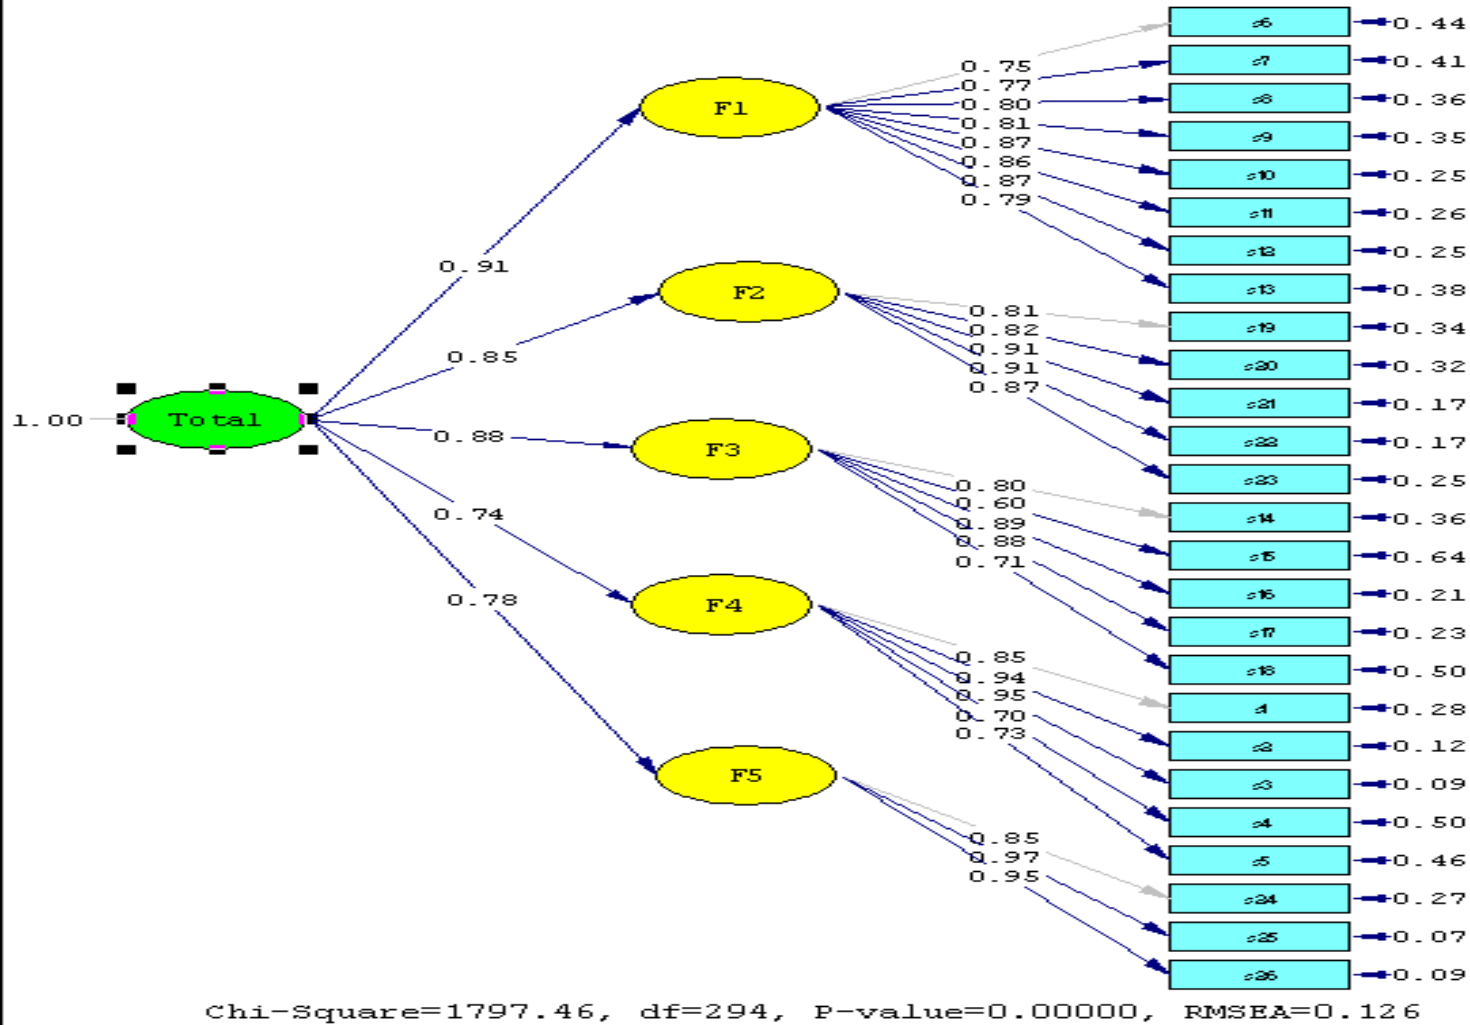 s6 0.44
0.75
s7 0.41
0.77
F1
0.80
s8 0.36
0.81
s9 0.35
0.87
0.86
s10 0.25
0.87
0.79
s11 0.26
s12 0.25
0.91
s13 0.38
F2
0.81
s19 0.34
0.82
0.91
0.85
s20 0.32
0.91
0.87
s21 0.17
1.00 Total
0.88
s22 0.17
F3
s23 0.25
0.80
0.60
0.74
s14 0.36
0.89
0.88
s15 0.64
0.71
s16 0.21
0.78
F4
s17 0.23
0.85
s18 0.50
0.94
0.95
s1 0.28
0.70
0.73
s2 0.12
F5
s3 0.09
s4 0.50
0.85
0.97
s5 0.46
0.95
s24 0.27
s25 0.07
s26 0.09
Chi-Square=1797.46, df=294, P-value=0.00000, RMSEA=0.126